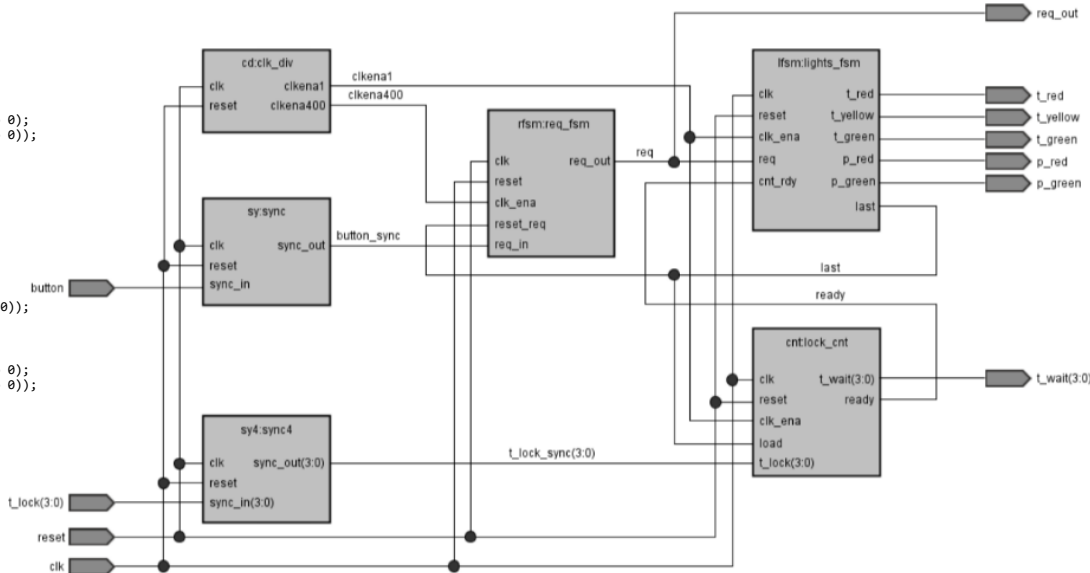 0);
0));
0));
0);
0));
button
t_lock(3:0)
reset
clk
cd:clk_div
clk clkena1
reset clkena400
clkena1
clkena400
sy:sync
clk sync_out
reset
sync_in
button_sync
sy4:sync4
clk sync_out(3:0)
reset
sync_in(3:0)
t_lock_sync(3:0)
rfsm:req_fsm
clk req_out
reset
clk_ena
reset_req
req_in
req
lfsm:lights_fsm
clk t_red
reset t_yellow
clk_ena t_green
req p_red
cnt_rdy p_green
last
last
ready
cnt:lock_cnt
clk t_wait(3:0)
reset ready
clk_ena
load
t_lock(3:0)
req_out
t_red
t_yellow
t_green
p_red
p_green
t_wait(3:0)